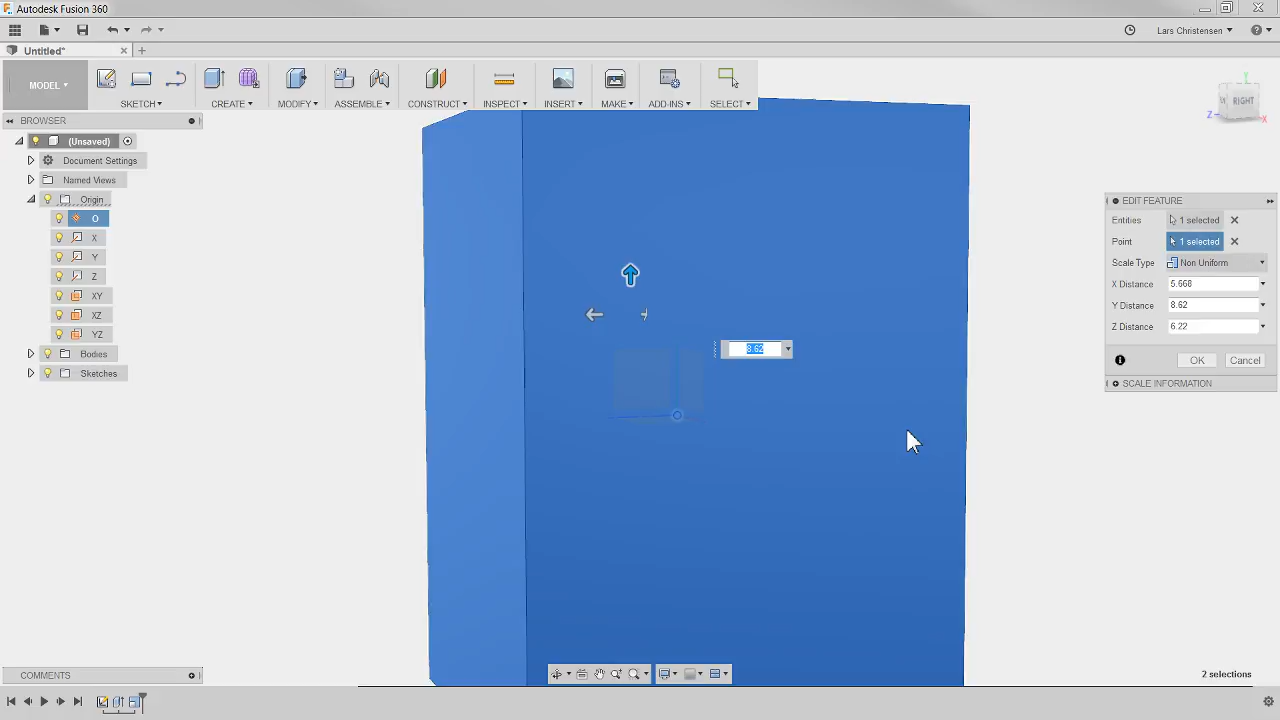 Autodesk Fusion 360
Lars Christensen
Untitled*
MODEL
SKETCH
CREATE
MODIFY
ASSEMBLE
CONSTRUCT
INSPECT
INSERT
MAKE
ADD-INS
SELECT
Y
RIGHT
Z
X
BROWSER
(Unsaved)
Document Settings
Named Views
Origin
O
X
Y
Z
XY
XZ
YZ
Bodies
Sketches
EDIT FEATURE
Entities 1 selected
Point 1 selected
Scale Type Non Uniform
X Distance 5.668
Y Distance 8.62
Z Distance 6.22
OK Cancel
SCALE INFORMATION
8.62
COMMENTS
2 selections